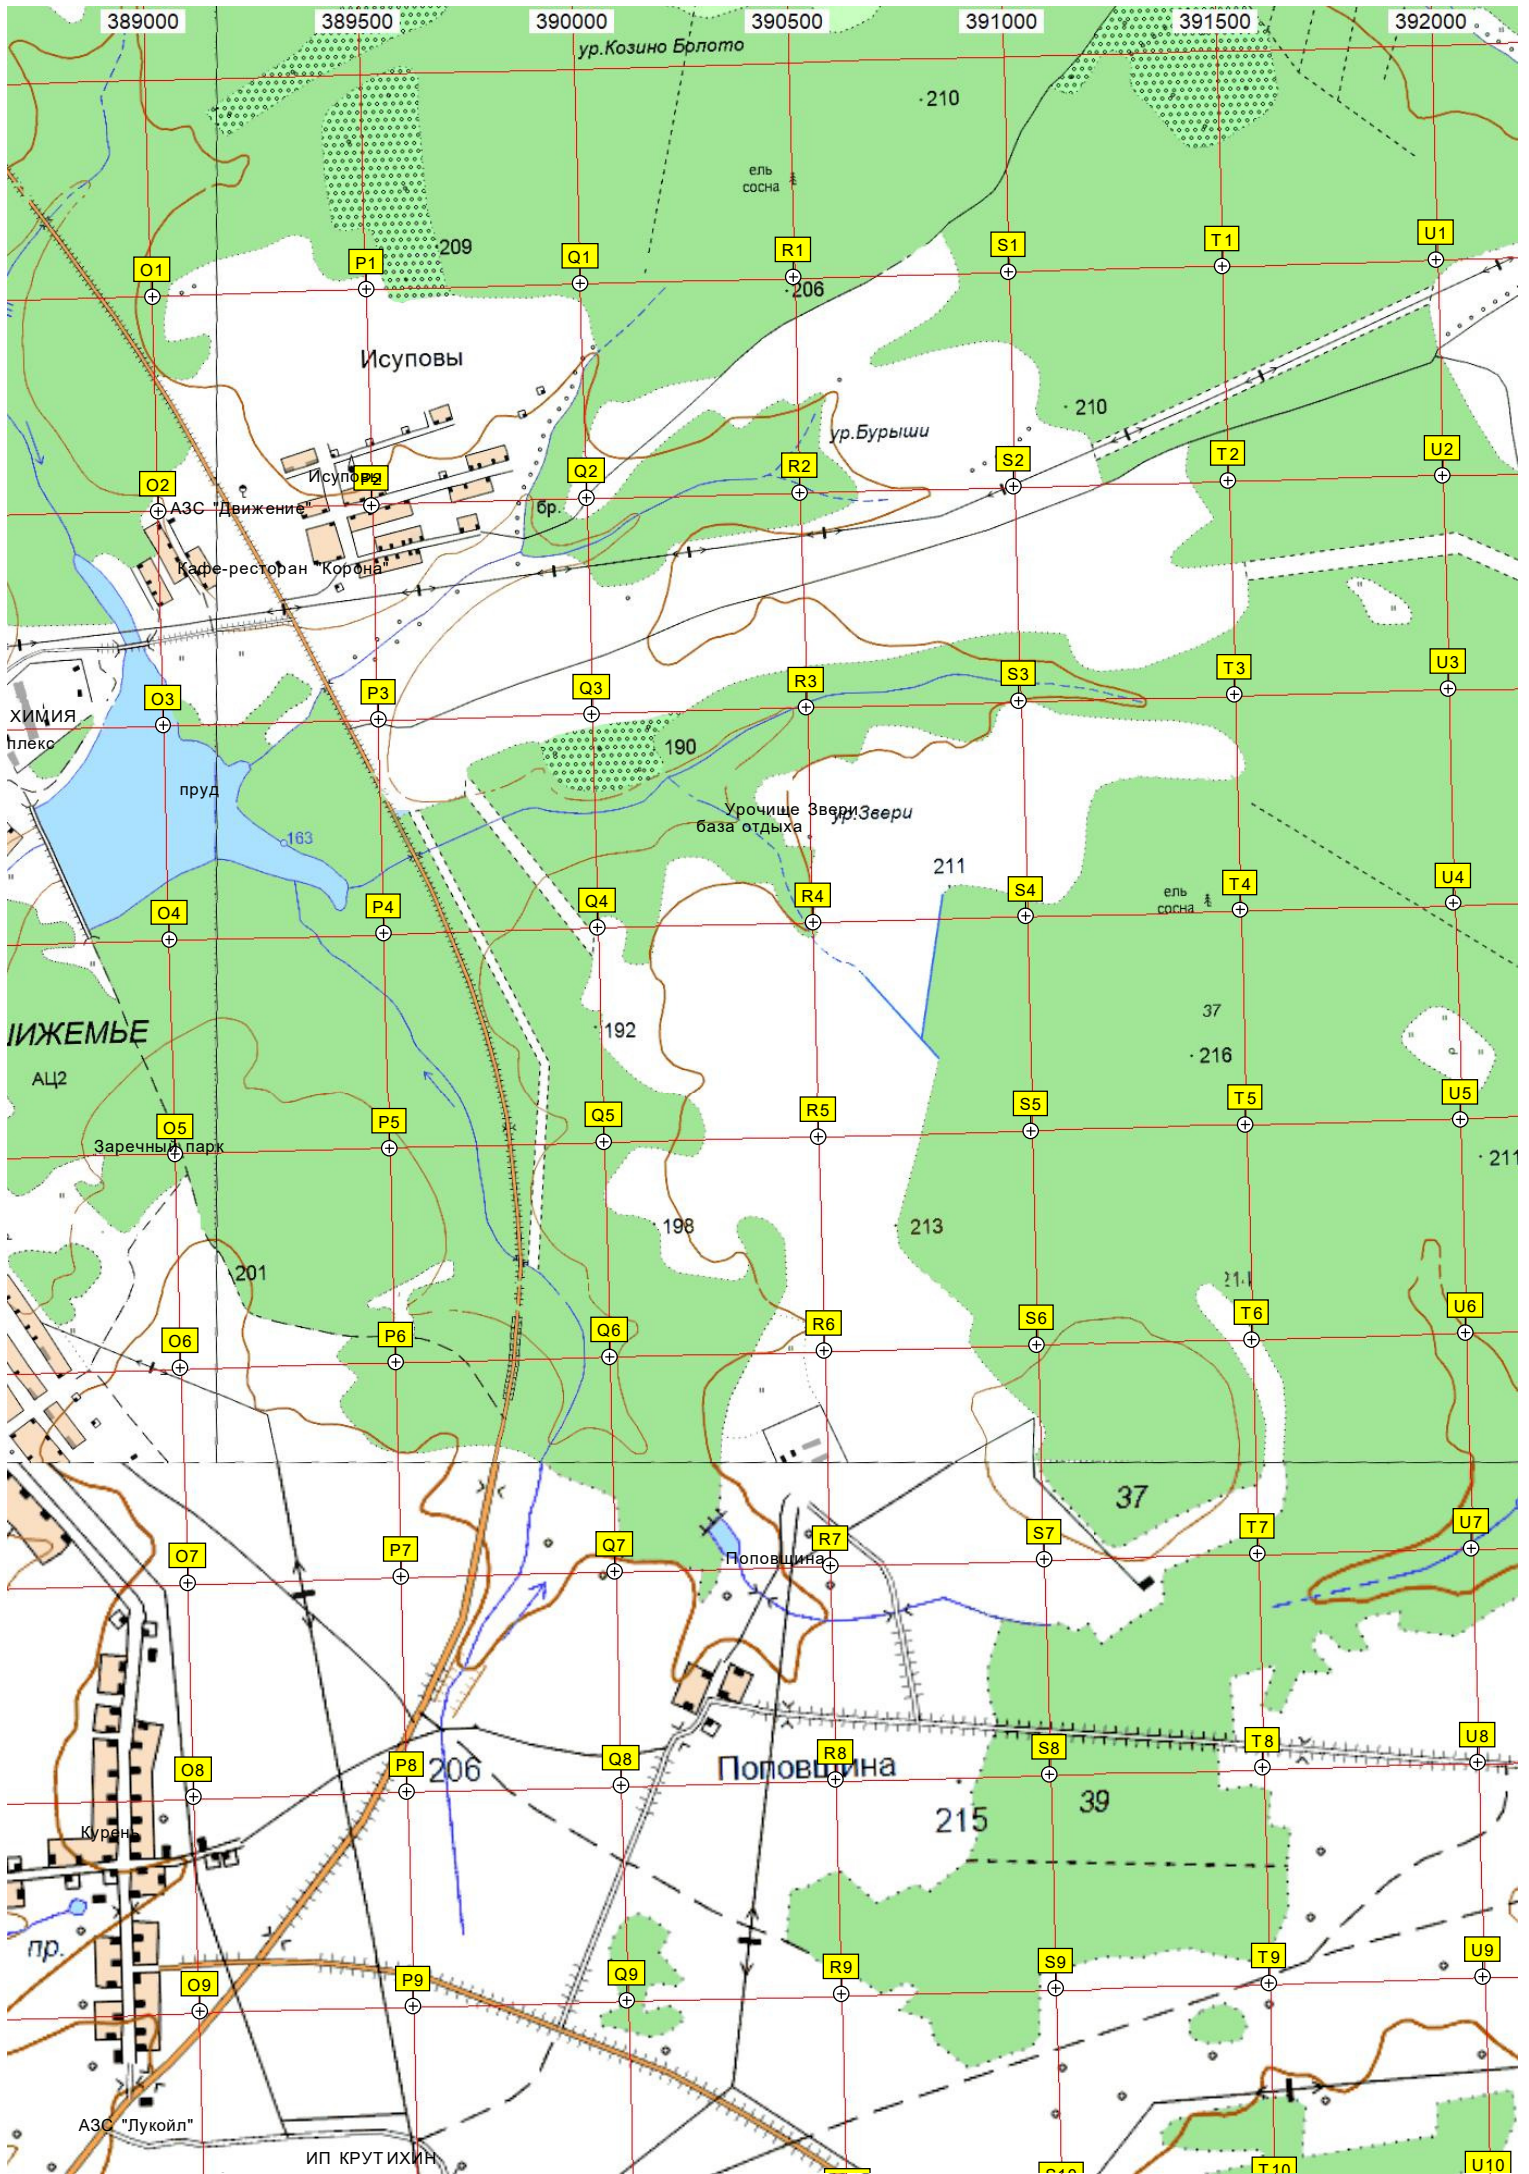 389000 389500 390000 390500 391000 391500 392000
ур.Козино Болото
210
ель
сосна
209
O1 P1 Q1 R1 S1 T1 U1
206
Исуповы
210
ур.Бурыши
Исуповы
O2 P2 Q2 R2 S2 T2 U2
АЗС "Движение"
бр.
Кафе-ресторан "Корона"
O3 P3 Q3 R3 S3 T3 U3
ХИМИЯ
плекс
190
пруд
Урочище Звери,
база отдыха
ур.Звери
163
211
ель
сосна
O4 P4 Q4 R4 S4 T4 U4
37
192
ИЖЕМЬЕ
216
АЦ2
O5 P5 Q5 R5 S5 T5 U5
Заречный парк
211
198
213
201
O6 P6 Q6 R6 S6 T6 U6
37
O7 P7 Q7 R7 S7 T7 U7
Поповщина
O8 P8 Q8 R8 S8 T8 U8
206
Поповщина
39
215
Курень
пр.
O9 P9 Q9 R9 S9 T9 U9
АЗС "Лукойл"
ИП КРУТИХИН
S10 T10 U10